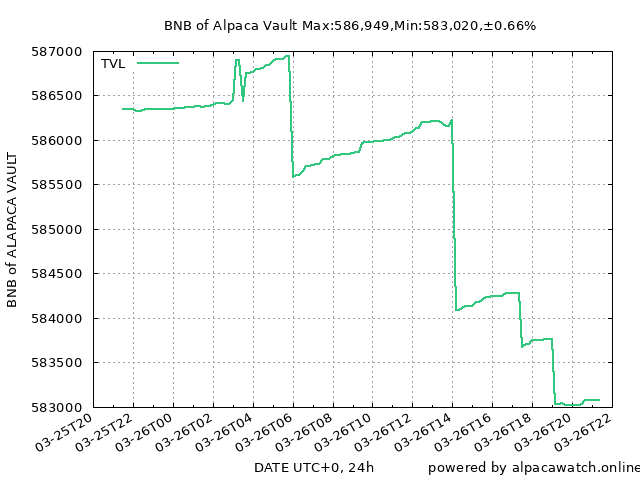 BNB of Alpaca Vault Max:586,949,Min:583,020,±0.66%
TVL
587000
586500
586000
585500
585000
584500
584000
583500
583000
BNB of ALAPACA VAULT
03-25T20
03-25T22
03-26T00
03-26T02
03-26T04
03-26T06
03-26T08
03-26T10
03-26T12
03-26T14
03-26T16
03-26T18
03-26T20
03-26T22
DATE UTC+0, 24h
powered by alpacawatch.online